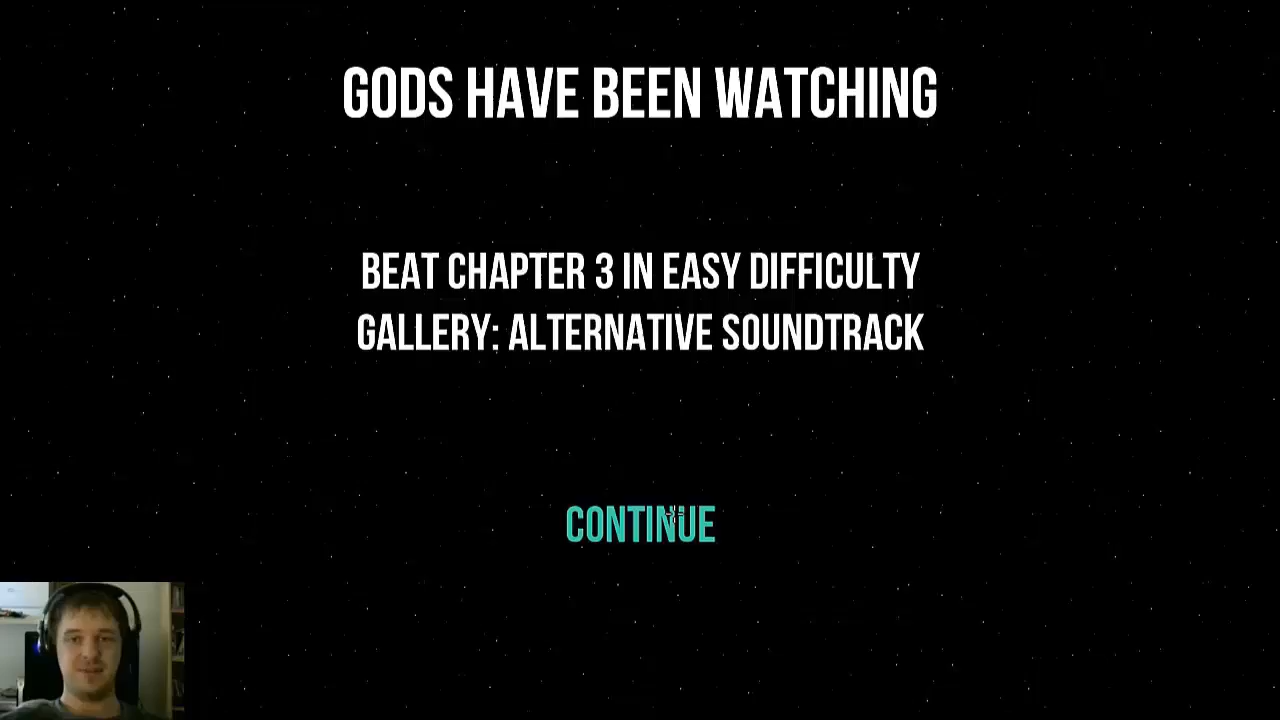 GODS HAVE BEEN WATCHING
BEAT CHAPTER 3 IN EASY DIFFICULTY
GALLERY: ALTERNATIVE SOUNDTRACK
CONTINUE